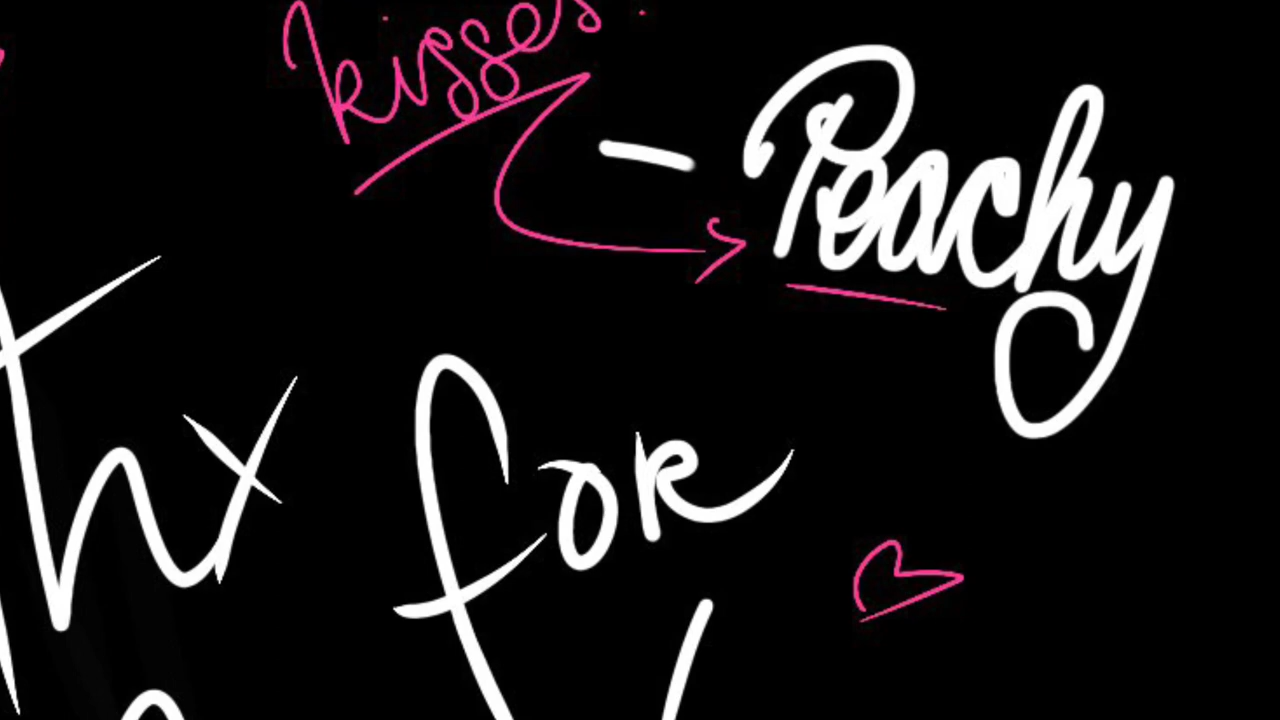 kisses.
- Peachy
Thx for